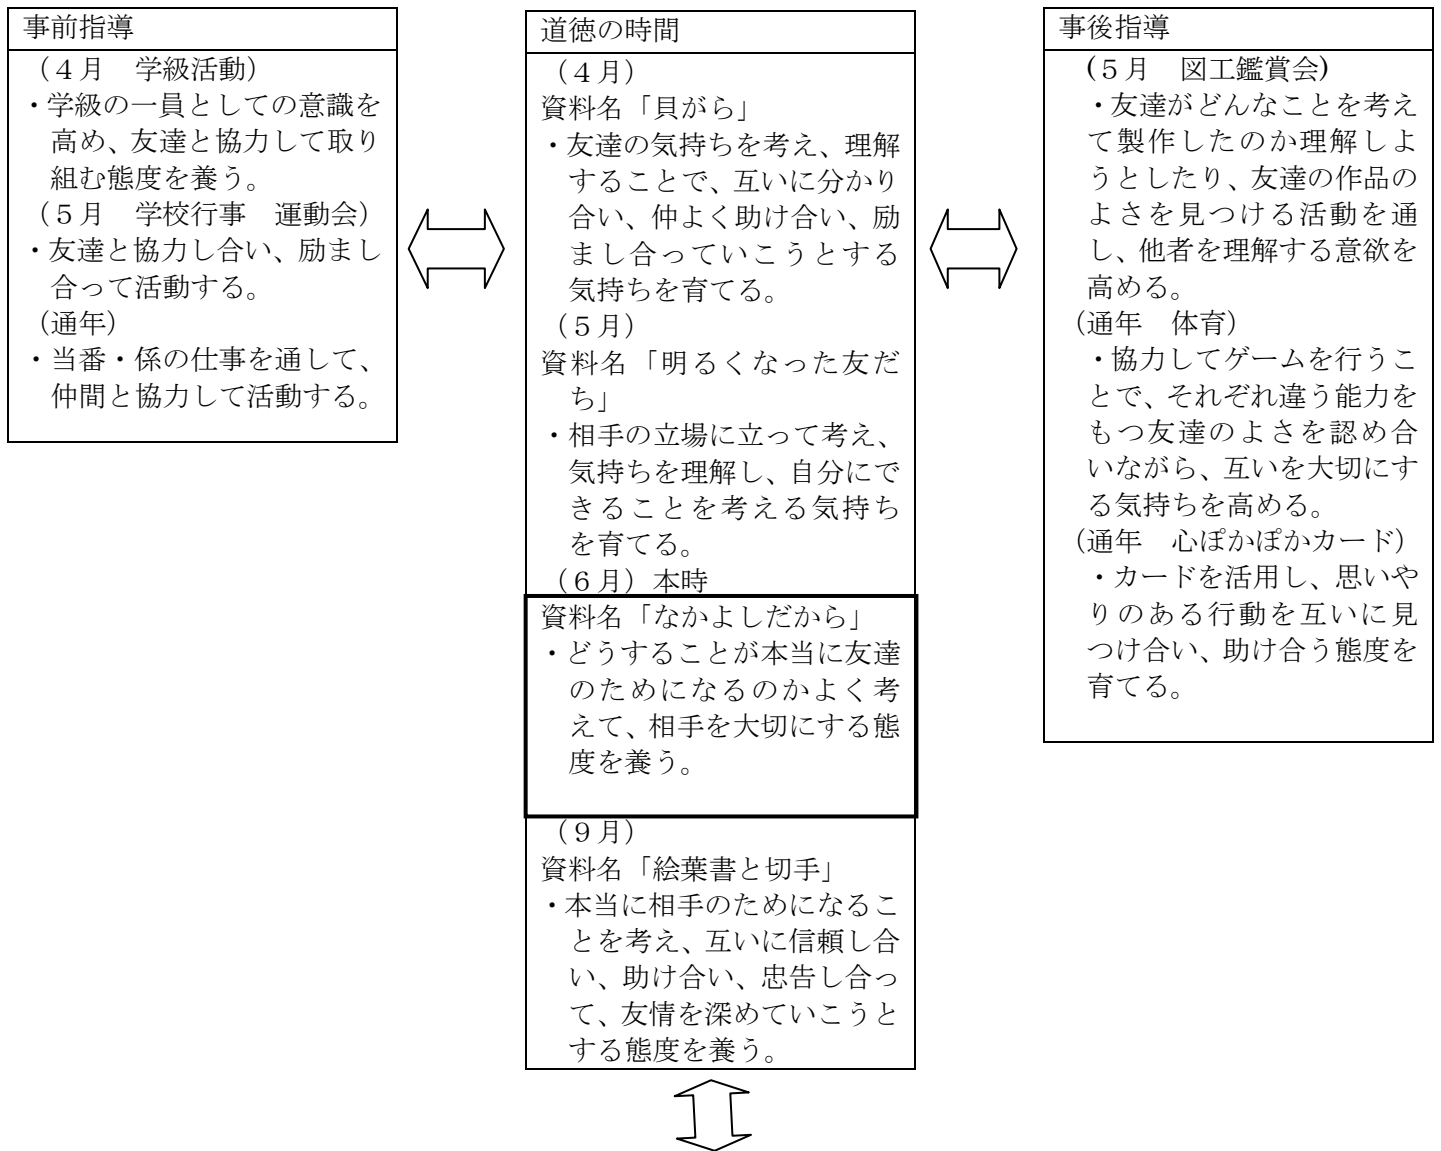 事前指導
（４月　学級活動）
・学級の一員としての意識を
高め、友達と協力して取り
組む態度を養う。
（５月　学校行事　運動会）
・友達と協力し合い、励まし
合って活動する。
（通年）
・当番・係の仕事を通して、
仲間と協力して活動する。
道徳の時間
（４月）
資料名「貝がら」
・友達の気持ちを考え、理解
することで、互いに分かり
合い、仲よく助け合い、励
まし合っていこうとする
気持ちを育てる。
（５月）
資料名「明るくなった友だ
ち」
・相手の立場に立って考え、
気持ちを理解し、自分にで
きることを考える気持ち
を育てる。
（６月）本時
資料名「なかよしだから」
・どうすることが本当に友達
のためになるのかよく考
えて、相手を大切にする態
度を養う。
（９月）
資料名「絵葉書と切手」
・本当に相手のためになるこ
とを考え、互いに信頼し合
い、助け合い、忠告し合っ
て、友情を深めていこうと
する態度を養う。
事後指導
(５月　図工鑑賞会)
・友達がどんなことを考え
て製作したのか理解しよ
うとしたり、友達の作品の
よさを見つける活動を通
し、他者を理解する意欲を
高める。
（通年　体育）
・協力してゲームを行うこ
とで、それぞれ違う能力を
もつ友達のよさを認め合
いながら、互いを大切にす
る気持ちを高める。
（通年　心ぽかぽかカード）
・カードを活用し、思いや
りのある行動を互いに見
つけ合い、助け合う態度を
育てる。